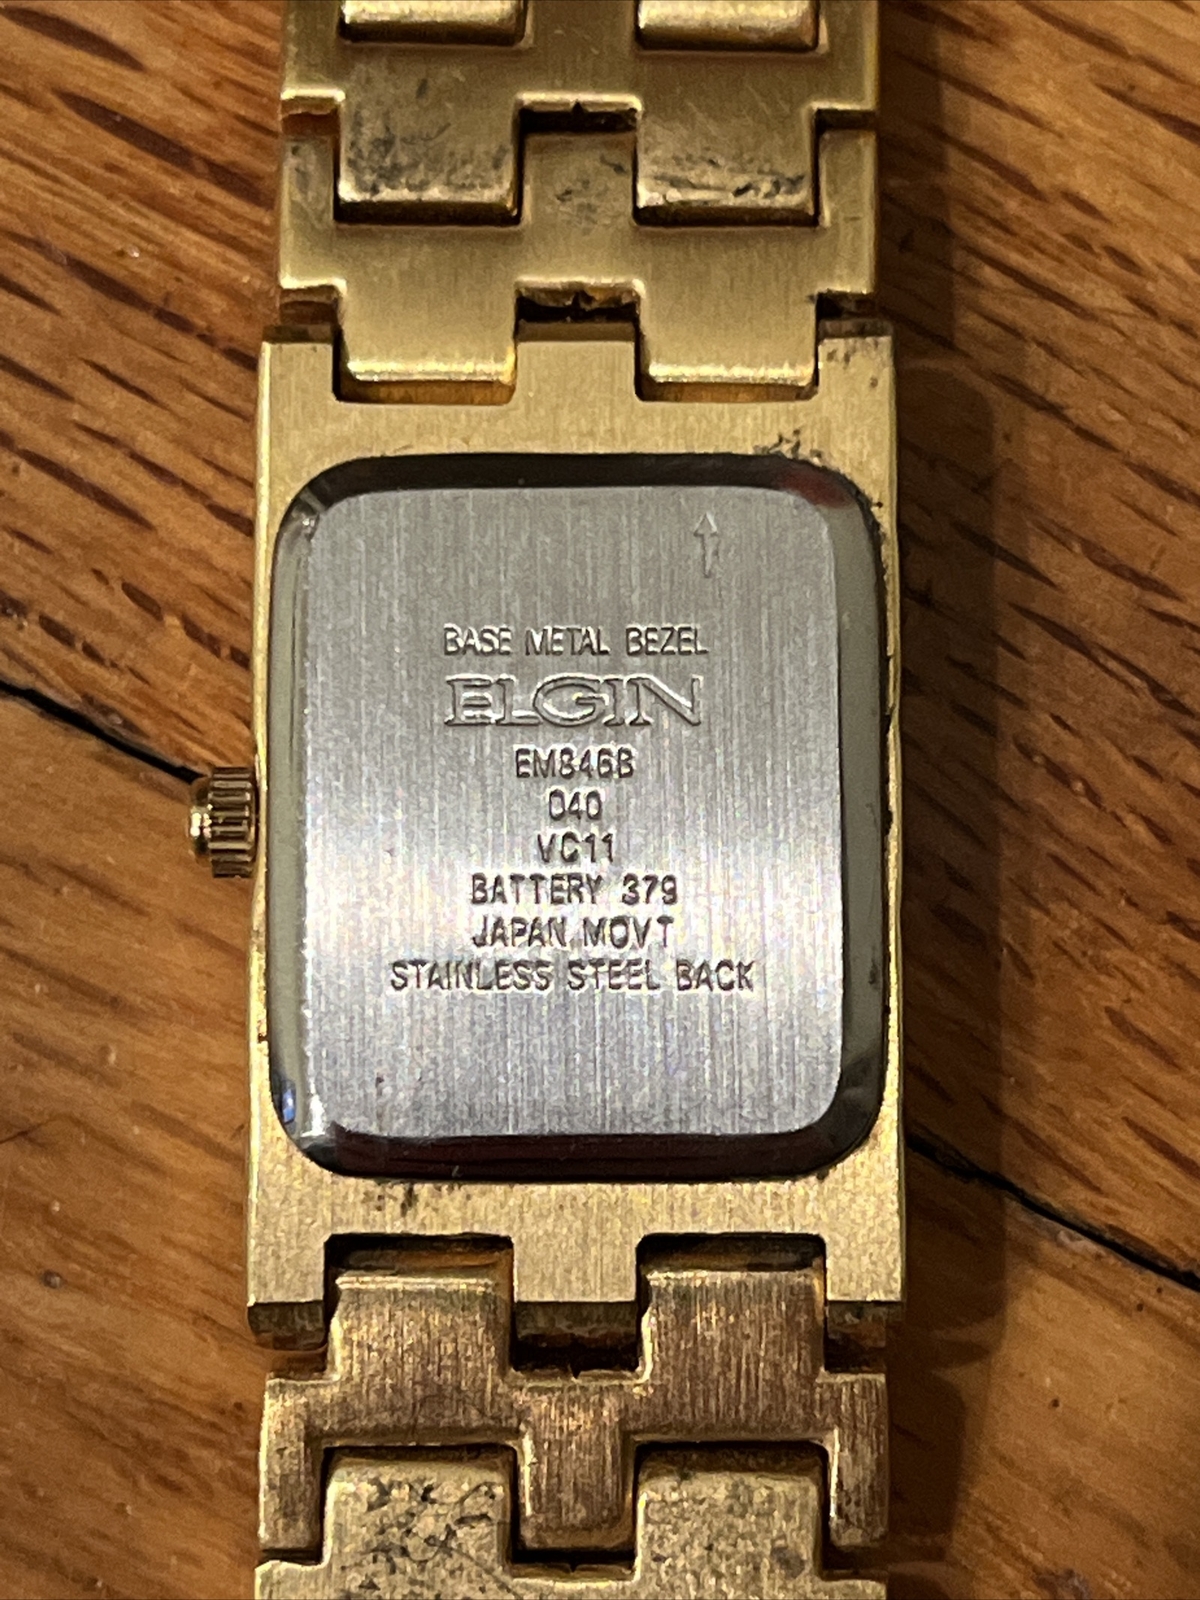 BASE METAL BEZEL
ELGIN
EM846B
040
VC11
BATTERY 379
JAPAN MOVT
STAINLESS STEEL BACK